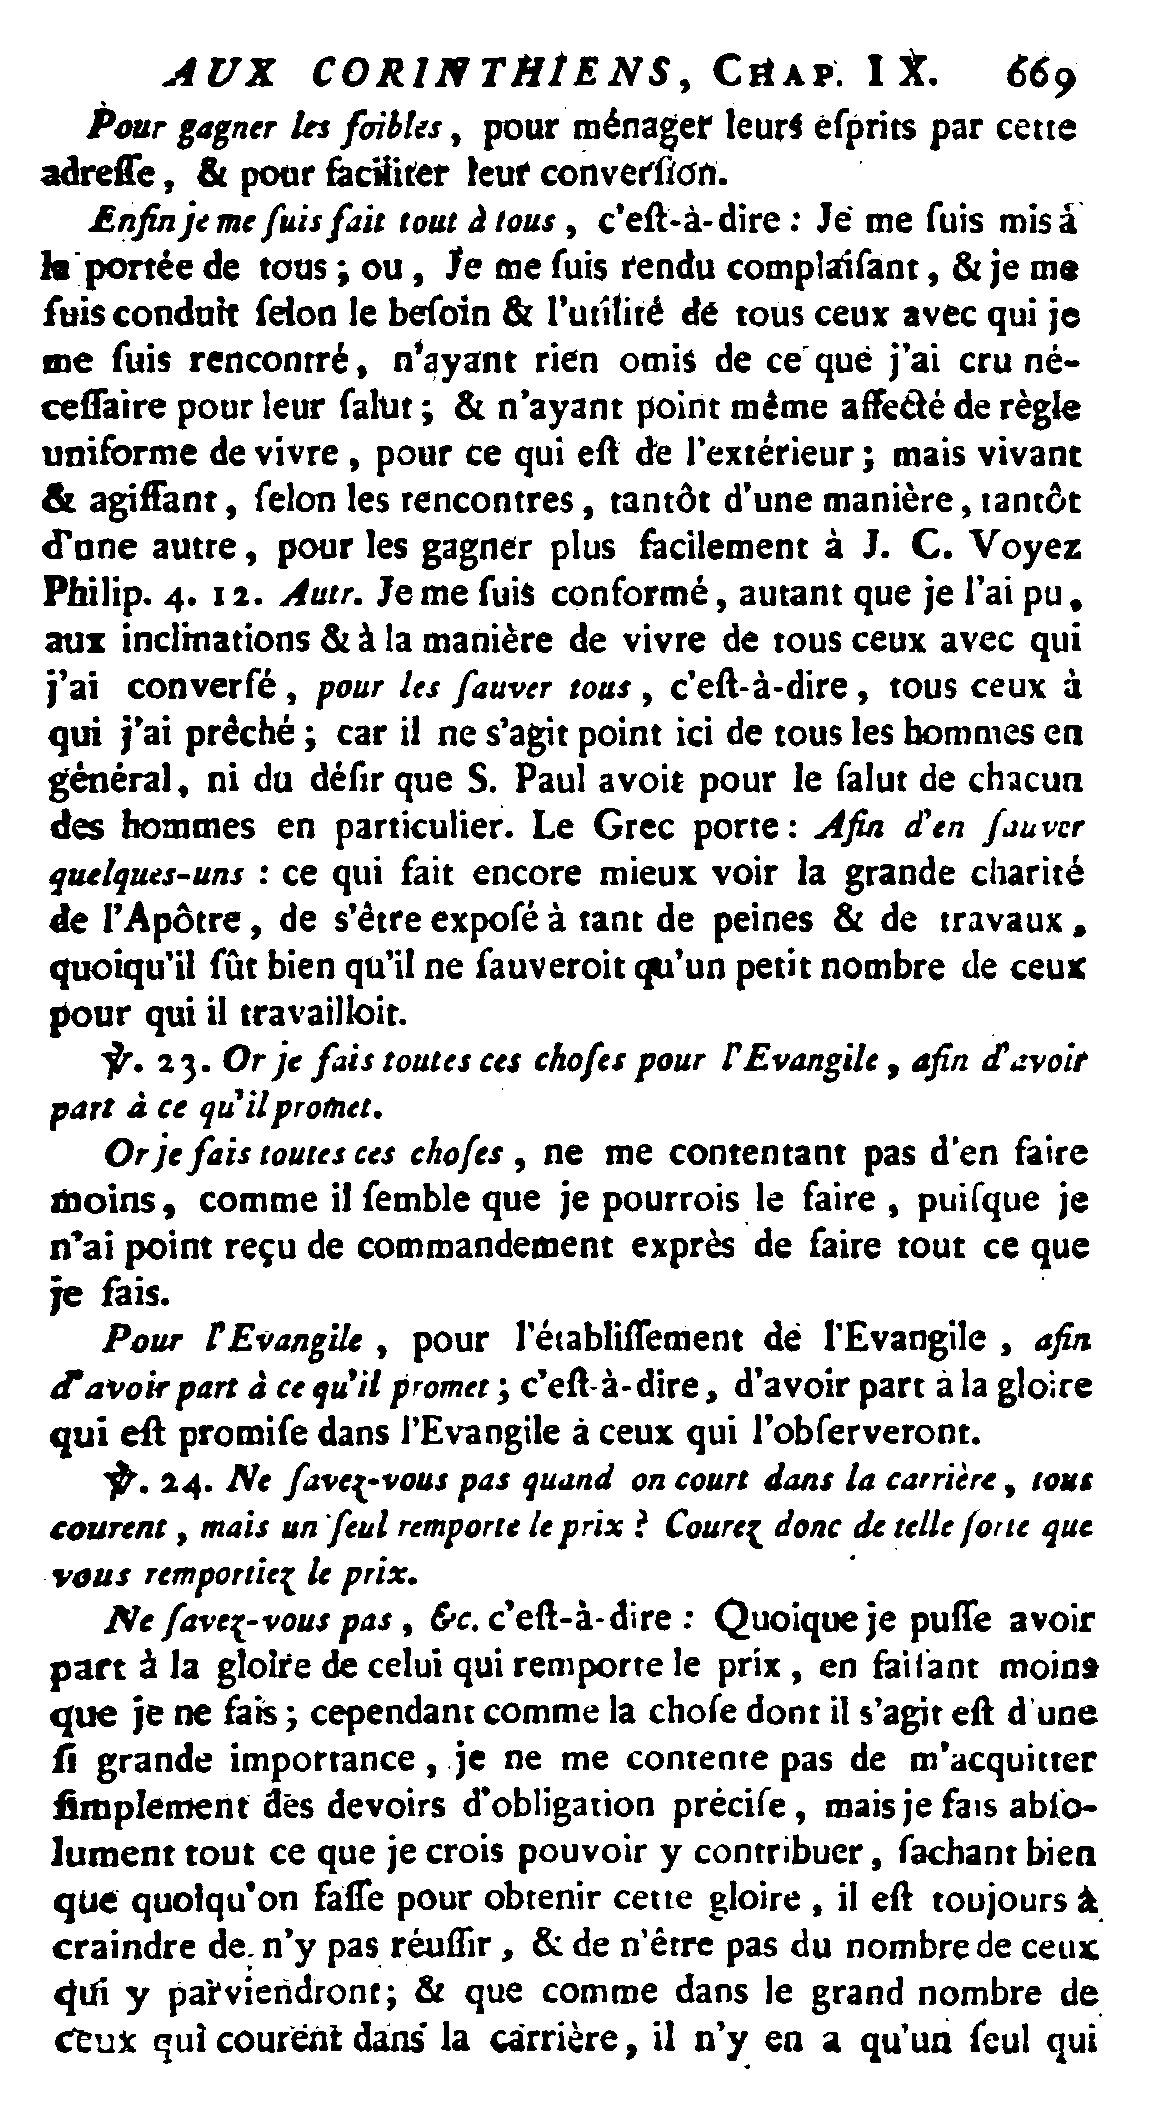 AUX CORINTHIENS, CHAP. IX. 669
Pour gagner les foibles, pour ménager leurs eſprits par cette
adreſſe, & pour faciliter leur converſion.
Enfin je me ſuis fait tout à tous, c'eſt-à-dire : Je me ſuis mis à
la portée de tous ; ou, Je me ſuis rendu complaiſant, & je me
ſuis conduit ſelon le beſoin & l'utilité de tous ceux avec qui je
me ſuis rencontré, n'ayant rien omis de ce que j'ai cru né-
ceſſaire pour leur ſalut ; & n'ayant point même affecté de règle
uniforme de vivre, pour ce qui eſt de l'extérieur ; mais vivant
& agiſſant, ſelon les rencontres, tantôt d'une manière, tantôt
d'une autre, pour les gagner plus facilement à J. C. Voyez
Philip. 4. 12. Autr. Je me ſuis conformé, autant que je l'ai pu,
aux inclinations & à la manière de vivre de tous ceux avec qui
j'ai converſé, pour les ſauver tous, c'eſt-à-dire, tous ceux à
qui j'ai prêché ; car il ne s'agit point ici de tous les hommes en
général, ni du déſir que S. Paul avoit pour le ſalut de chacun
des hommes en particulier. Le Grec porte : Afin d'en ſauver
quelques-uns : ce qui fait encore mieux voir la grande charité
de l'Apôtre, de s'être expoſé à tant de peines & de travaux,
quoiqu'il ſût bien qu'il ne ſauveroit qu'un petit nombre de ceux
pour qui il travailloit.
℣. 23. Or je fais toutes ces choſes pour l'Evangile, afin d'avoir
part à ce qu'il promet.
Or je fais toutes ces choſes, ne me contentant pas d'en faire
moins, comme il ſemble que je pourrois le faire, puiſque je
n'ai point reçu de commandement exprès de faire tout ce que
je fais.
Pour l'Evangile, pour l'établiſſement de l'Evangile, afin
d'avoir part à ce qu'il promet ; c'eſt-à-dire, d'avoir part à la gloire
qui eſt promiſe dans l'Evangile à ceux qui l'obſerveront.
℣. 24. Ne ſavez-vous pas quand on court dans la carrière, tous
courent, mais un ſeul remporte le prix ? Courez donc de telle ſorte que
vous remportiez le prix.
Ne ſavez-vous pas, &c. c'eſt-à-dire : Quoique je puſſe avoir
part à la gloire de celui qui remporte le prix, en faiſant moins
que je ne fais ; cependant comme la choſe dont il s'agit eſt d'une
ſi grande importance, je ne me contente pas de m'acquitter
ſimplement des devoirs d'obligation préciſe, mais je fais abſo-
lument tout ce que je crois pouvoir y contribuer, ſachant bien
que quoiqu'on faſſe pour obtenir cette gloire, il eſt toujours à
craindre de n'y pas réuſſir, & de n'être pas du nombre de ceux
qui y parviendront ; & que comme dans le grand nombre de
ceux qui courent dans la carrière, il n'y en a qu'un ſeul qui